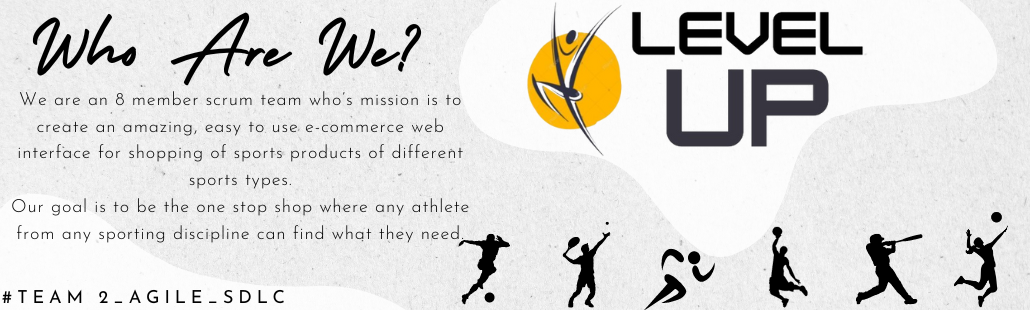 Who Are We?
We are an 8 member scrum team who's mission is to
create an amazing, easy to use e-commerce web
interface for shopping of sports products of different
sports types.
Our goal is to be the one stop shop where any athlete
from any sporting discipline can find what they need.
#TEAM 2_AGILE_SDLC
LEVEL
UP